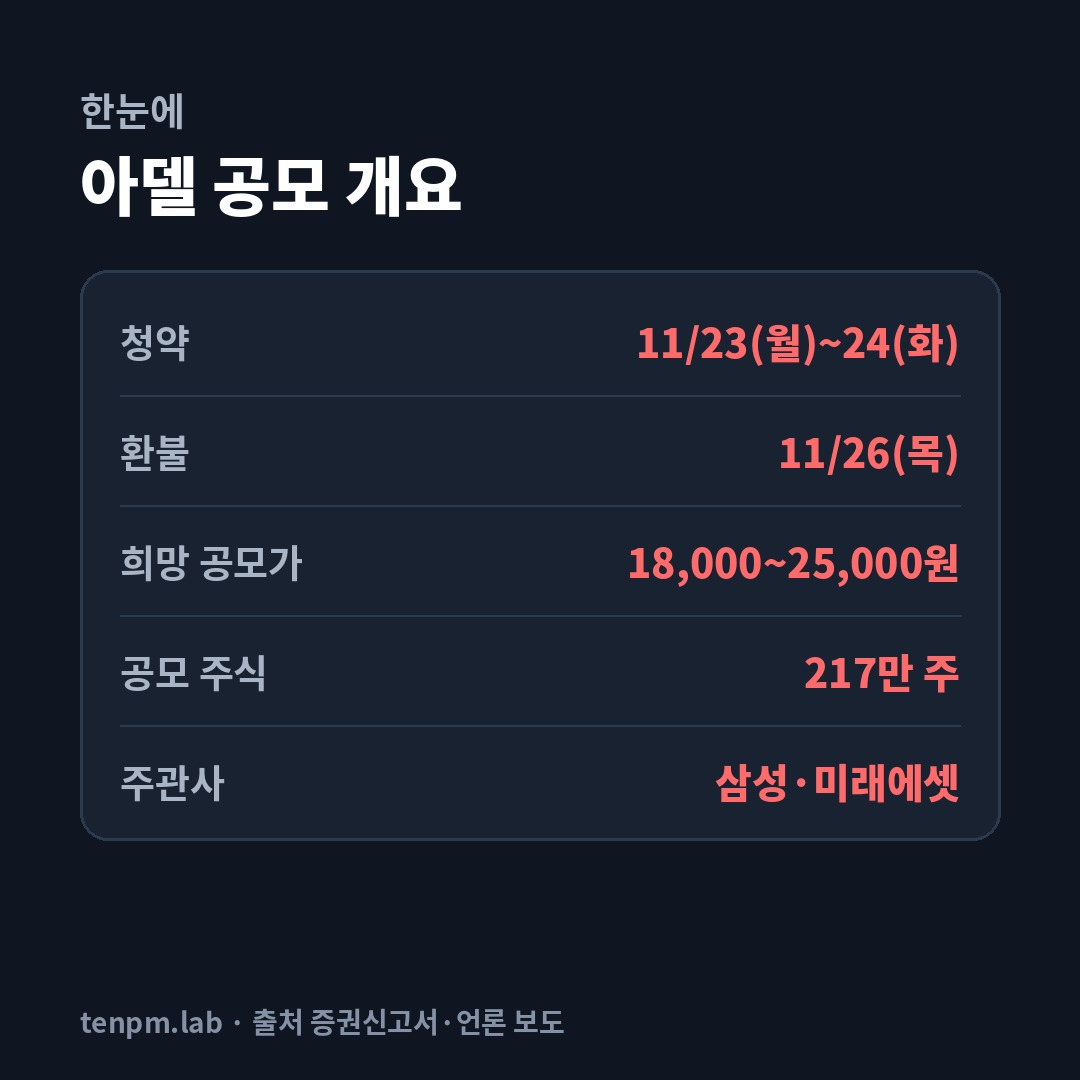 한눈에
아델 공모 개요
청약 11/23(월)~24(화)
환불 11/26(목)
희망 공모가 18,000~25,000원
공모 주식 217만 주
주관사 삼성·미래에셋
tenpm.lab · 출처 증권신고서·언론 보도